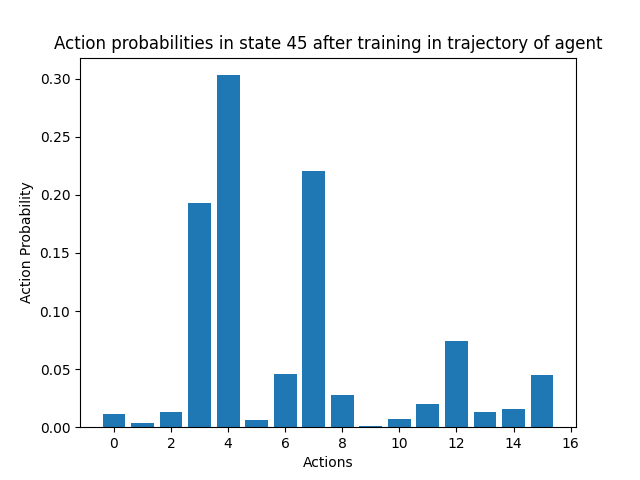 Action probabilities in state 45 after training in trajectory of agent
0.30
0.25
0.20
0.15
0.10
0.05
0.00
Action Probability
0 2 4 6 8 10 12 14 16
Actions